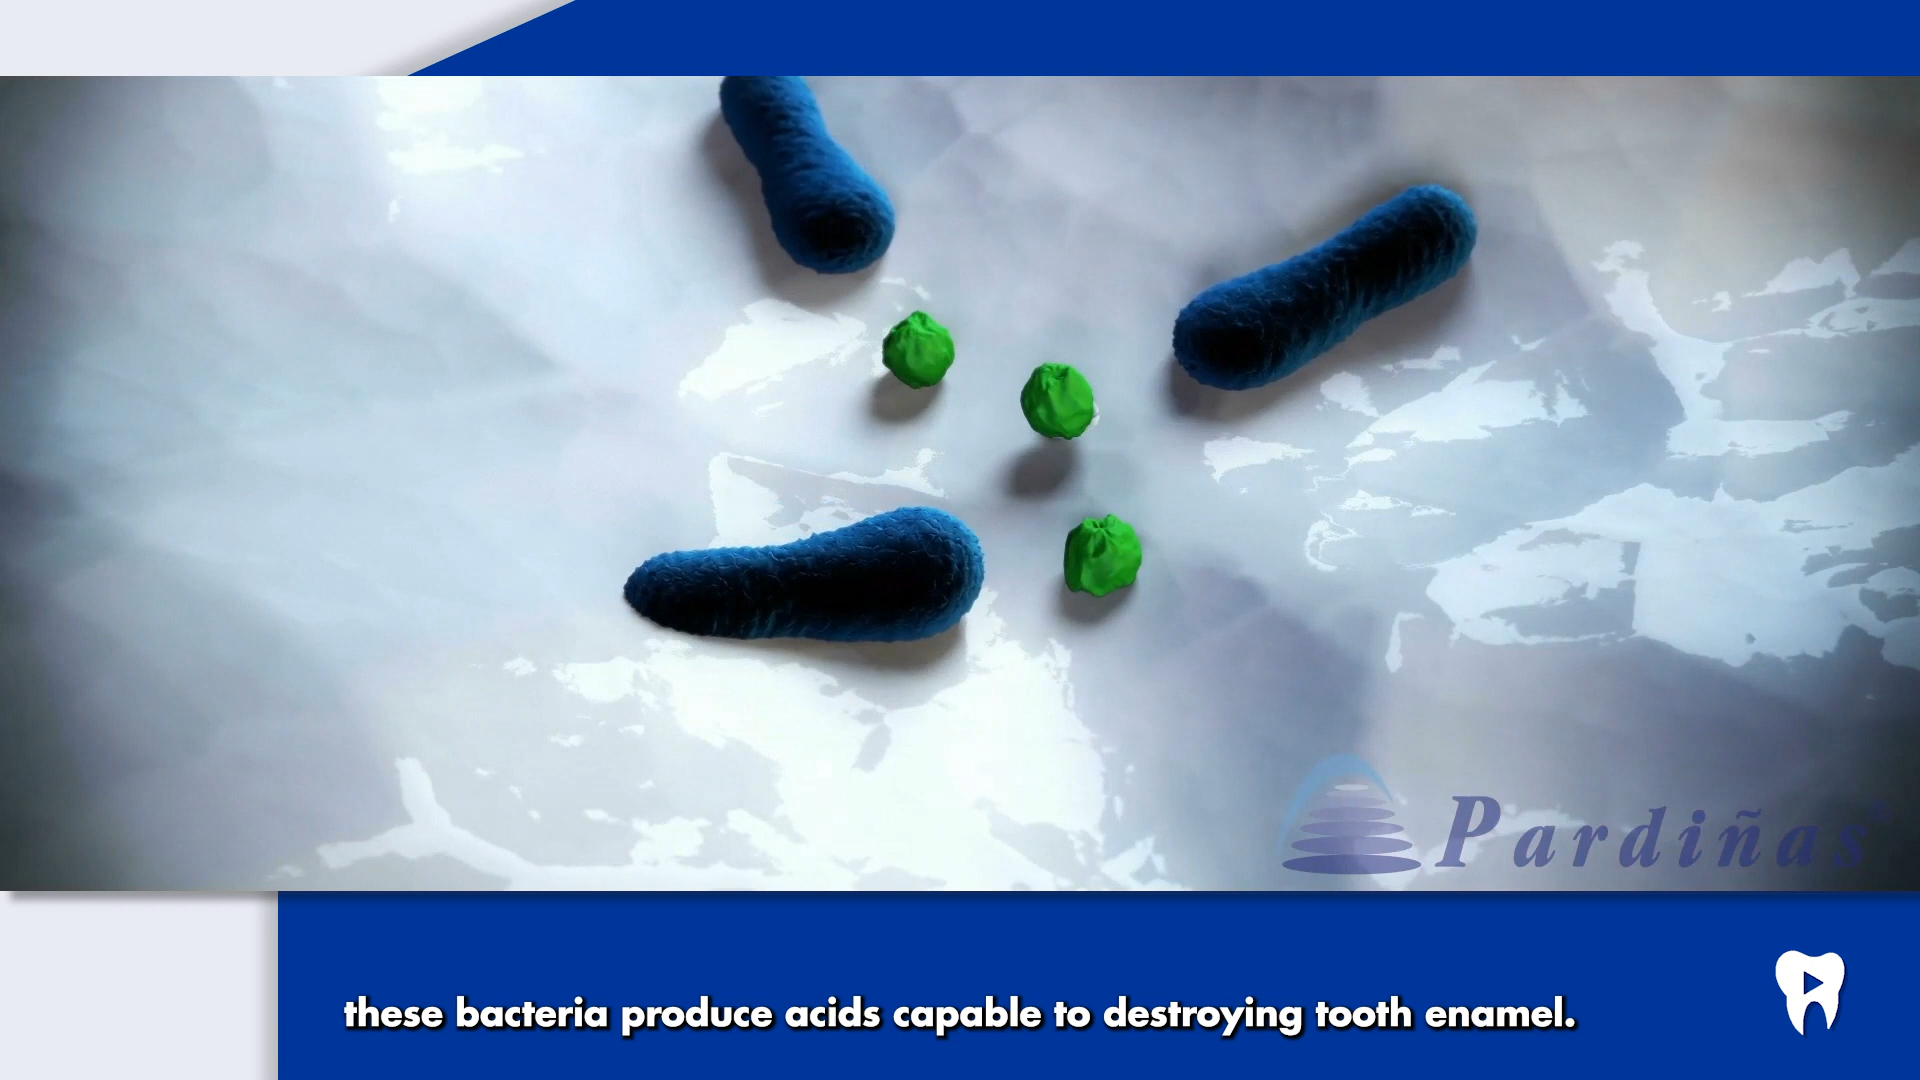 Pardiñas
these bacteria produce acids capable to destroying tooth enamel.